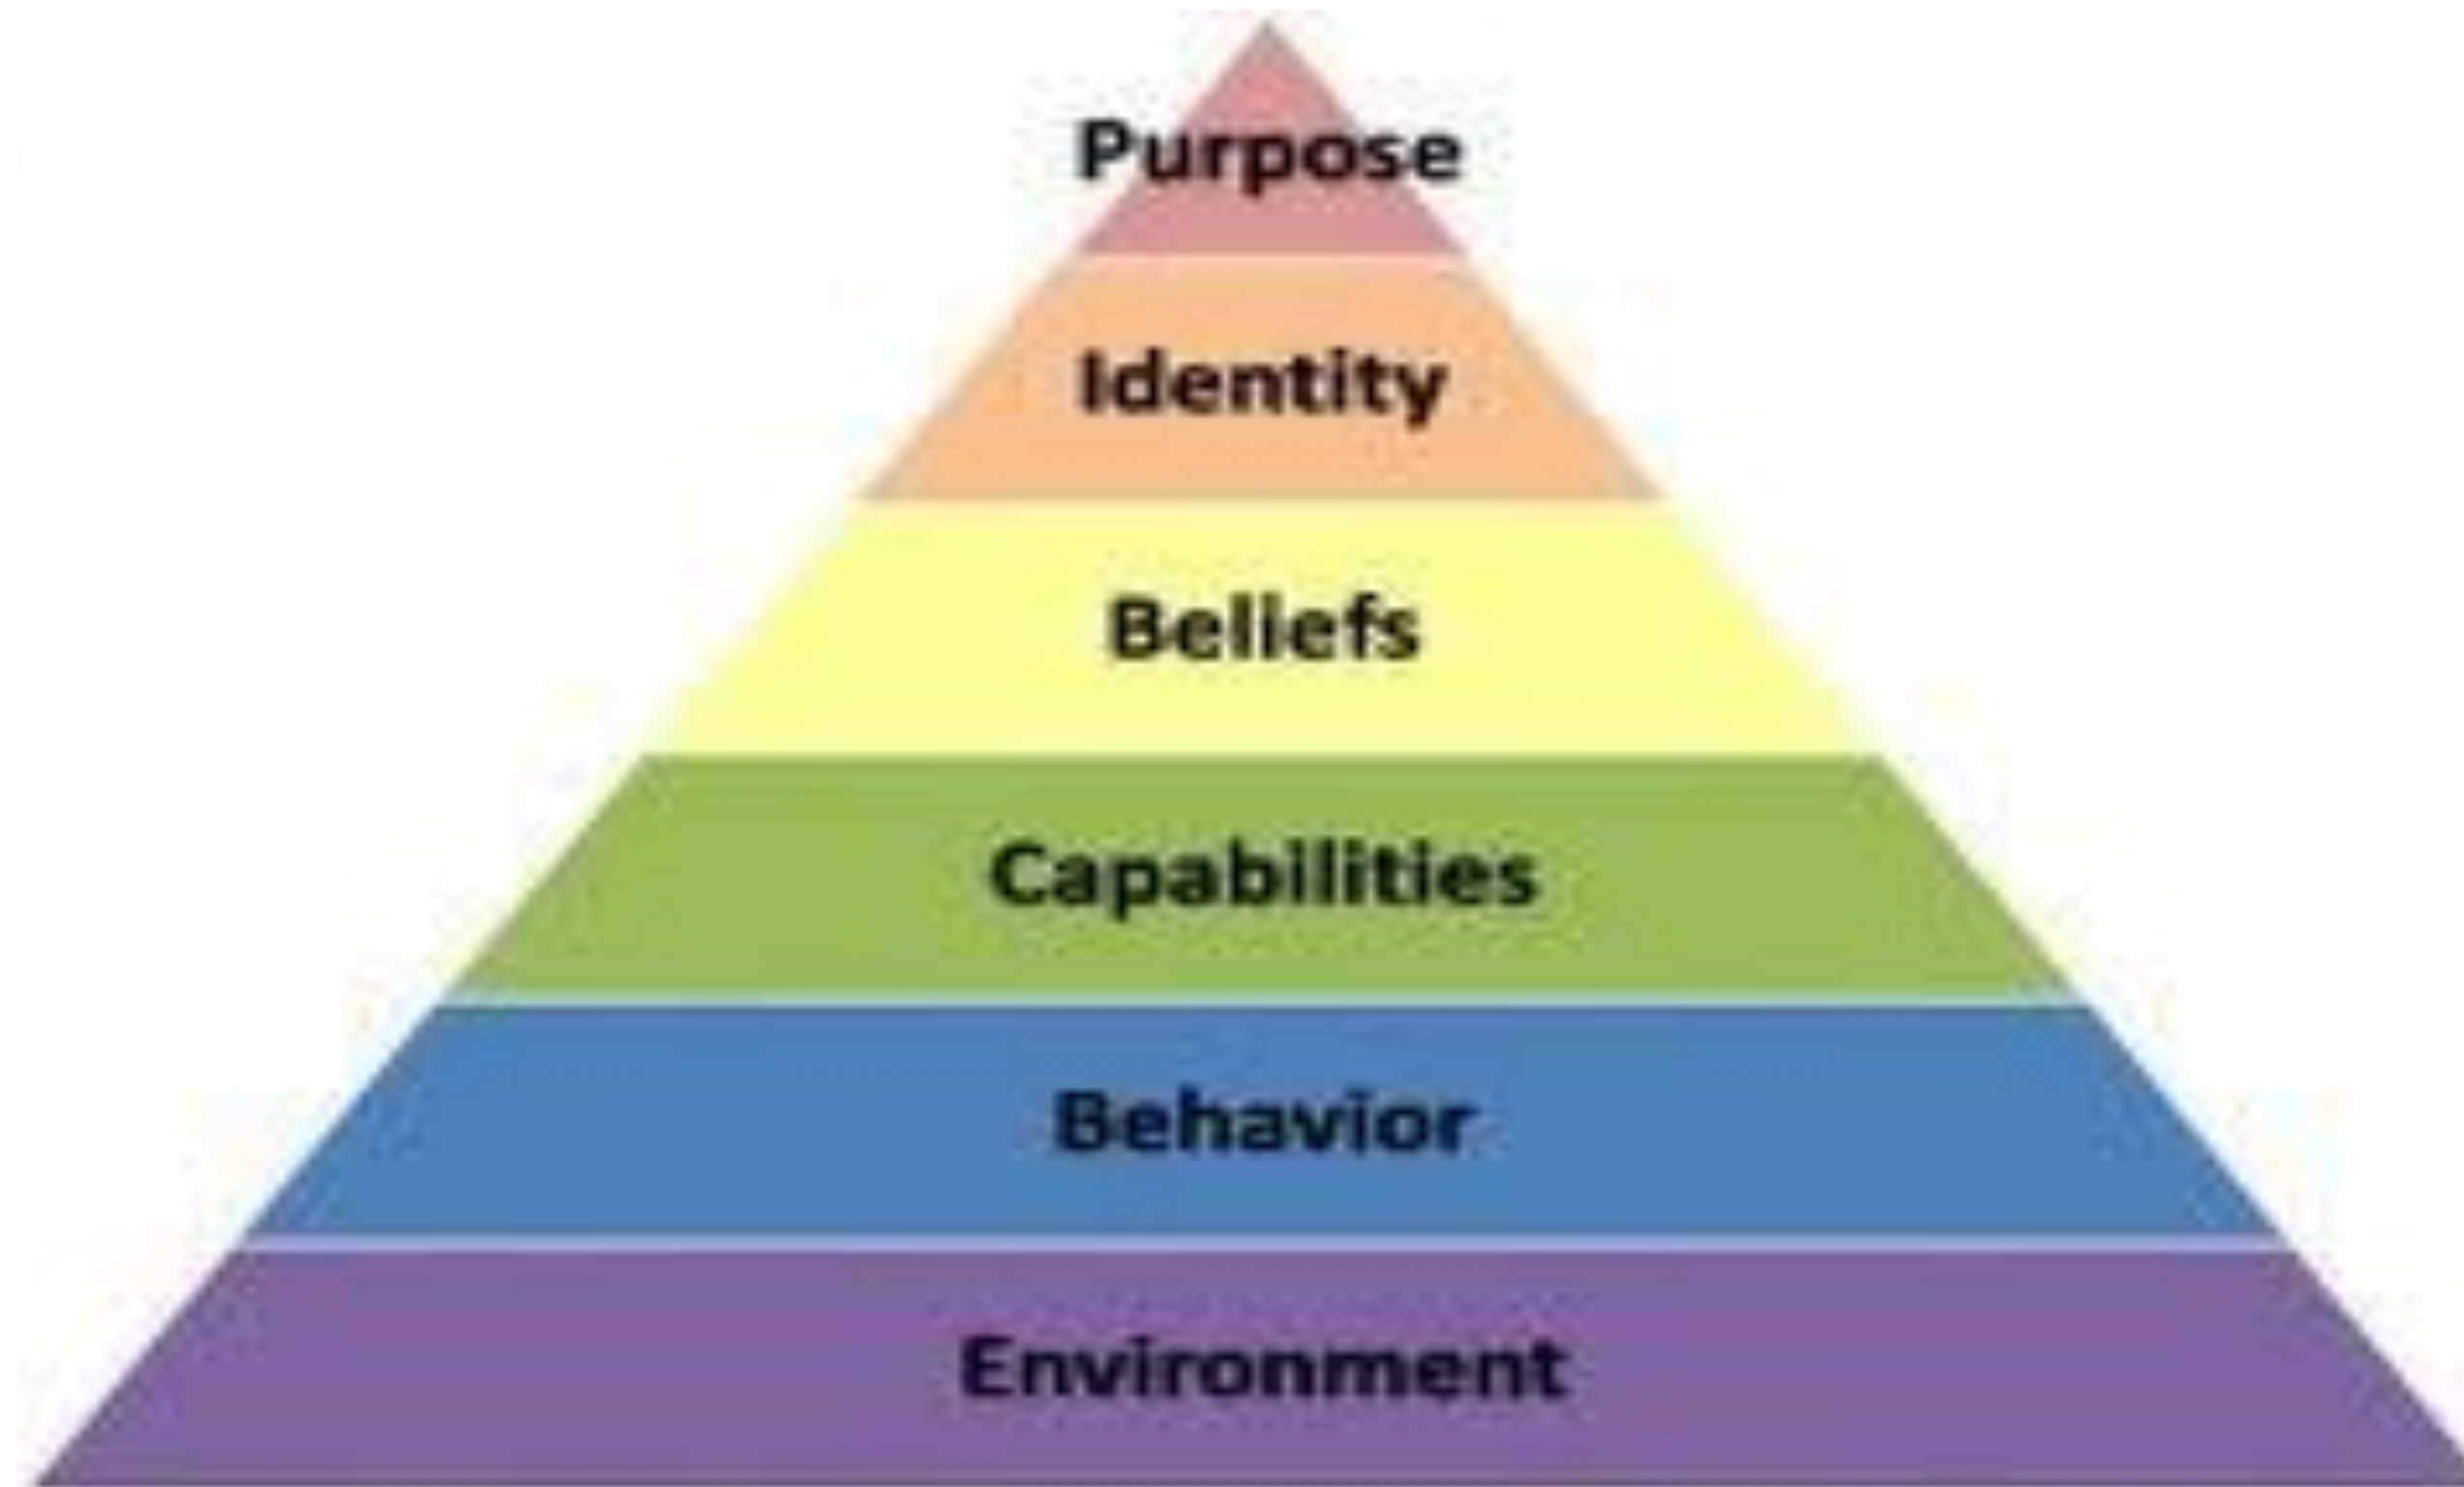 Purpose
Identity
Beliefs
Capabilities
Behavior
Environment